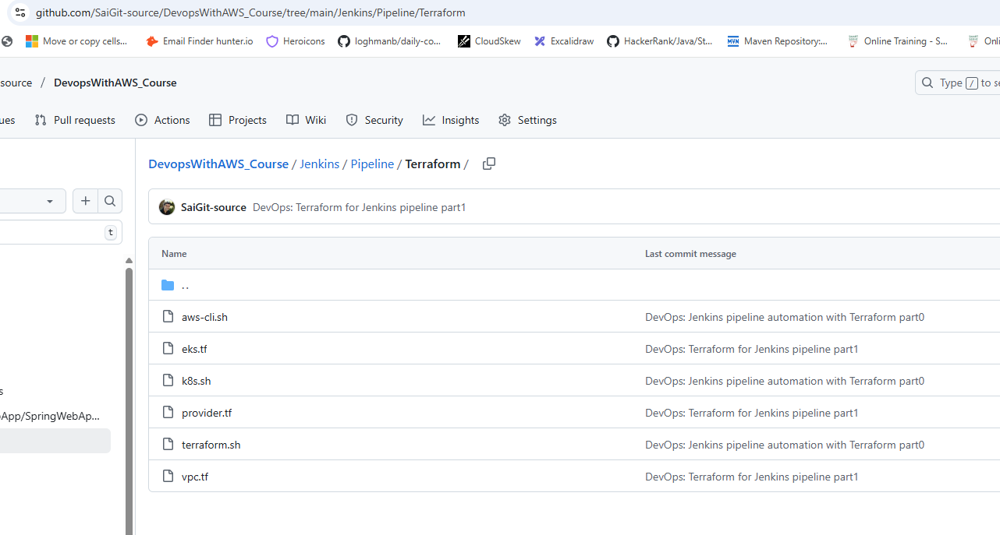 github.com/SaiGit-source/DevopsWithAWS_Course/tree/main/Jenkins/Pipeline/Terraform
Move or copy cells... Email Finder hunter.io Heroicons loghmanb/daily-co... CloudSkew Excalidraw HackerRank/Java/St... MVN Maven Repository:... Online Training - S... Onli
source / DevopsWithAWS_Course Type / to se
ues Pull requests Actions Projects Wiki Security Insights Settings
DevopsWithAWS_Course / Jenkins / Pipeline / Terraform /
SaiGit-source DevOps: Terraform for Jenkins pipeline part1
t
Name Last commit message
..
aws-cli.sh DevOps: Jenkins pipeline automation with Terraform part0
eks.tf DevOps: Terraform for Jenkins pipeline part1
k8s.sh DevOps: Jenkins pipeline automation with Terraform part0
s
provider.tf DevOps: Terraform for Jenkins pipeline part1
App/SpringWebAp...
terraform.sh DevOps: Jenkins pipeline automation with Terraform part0
vpc.tf DevOps: Terraform for Jenkins pipeline part1